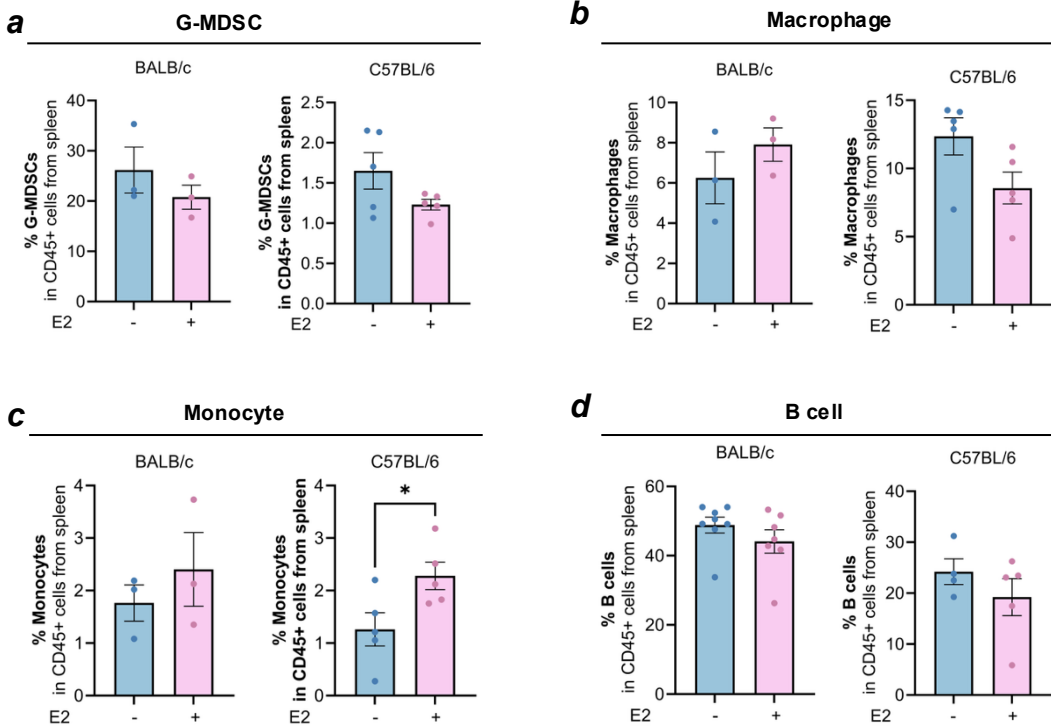 a
G-MDSC
BALB/c
% G-MDSCs
in CD45+ cells from spleen
40
30
20
10
0
E2
-
+
C57BL/6
% G-MDSCs
in CD45+ cells from spleen
2.5
2.0
1.5
1.0
0.5
0.0
E2
-
+
b
Macrophage
BALB/c
% Macrophages
in CD45+ cells from spleen
10
8
6
4
2
0
E2
-
+
C57BL/6
% Macrophages
in CD45+ cells from spleen
15
10
5
0
E2
-
+
c
Monocyte
BALB/c
% Monocytes
in CD45+ cells from spleen
4
3
2
1
0
E2
-
+
C57BL/6
% Monocytes
in CD45+ cells from spleen
4
3
2
1
0
*
E2
-
+
d
B cell
BALB/c
% B cells
in CD45+ cells from spleen
60
40
20
0
E2
-
+
C57BL/6
% B cells
in CD45+ cells from spleen
40
30
20
10
0
E2
-
+